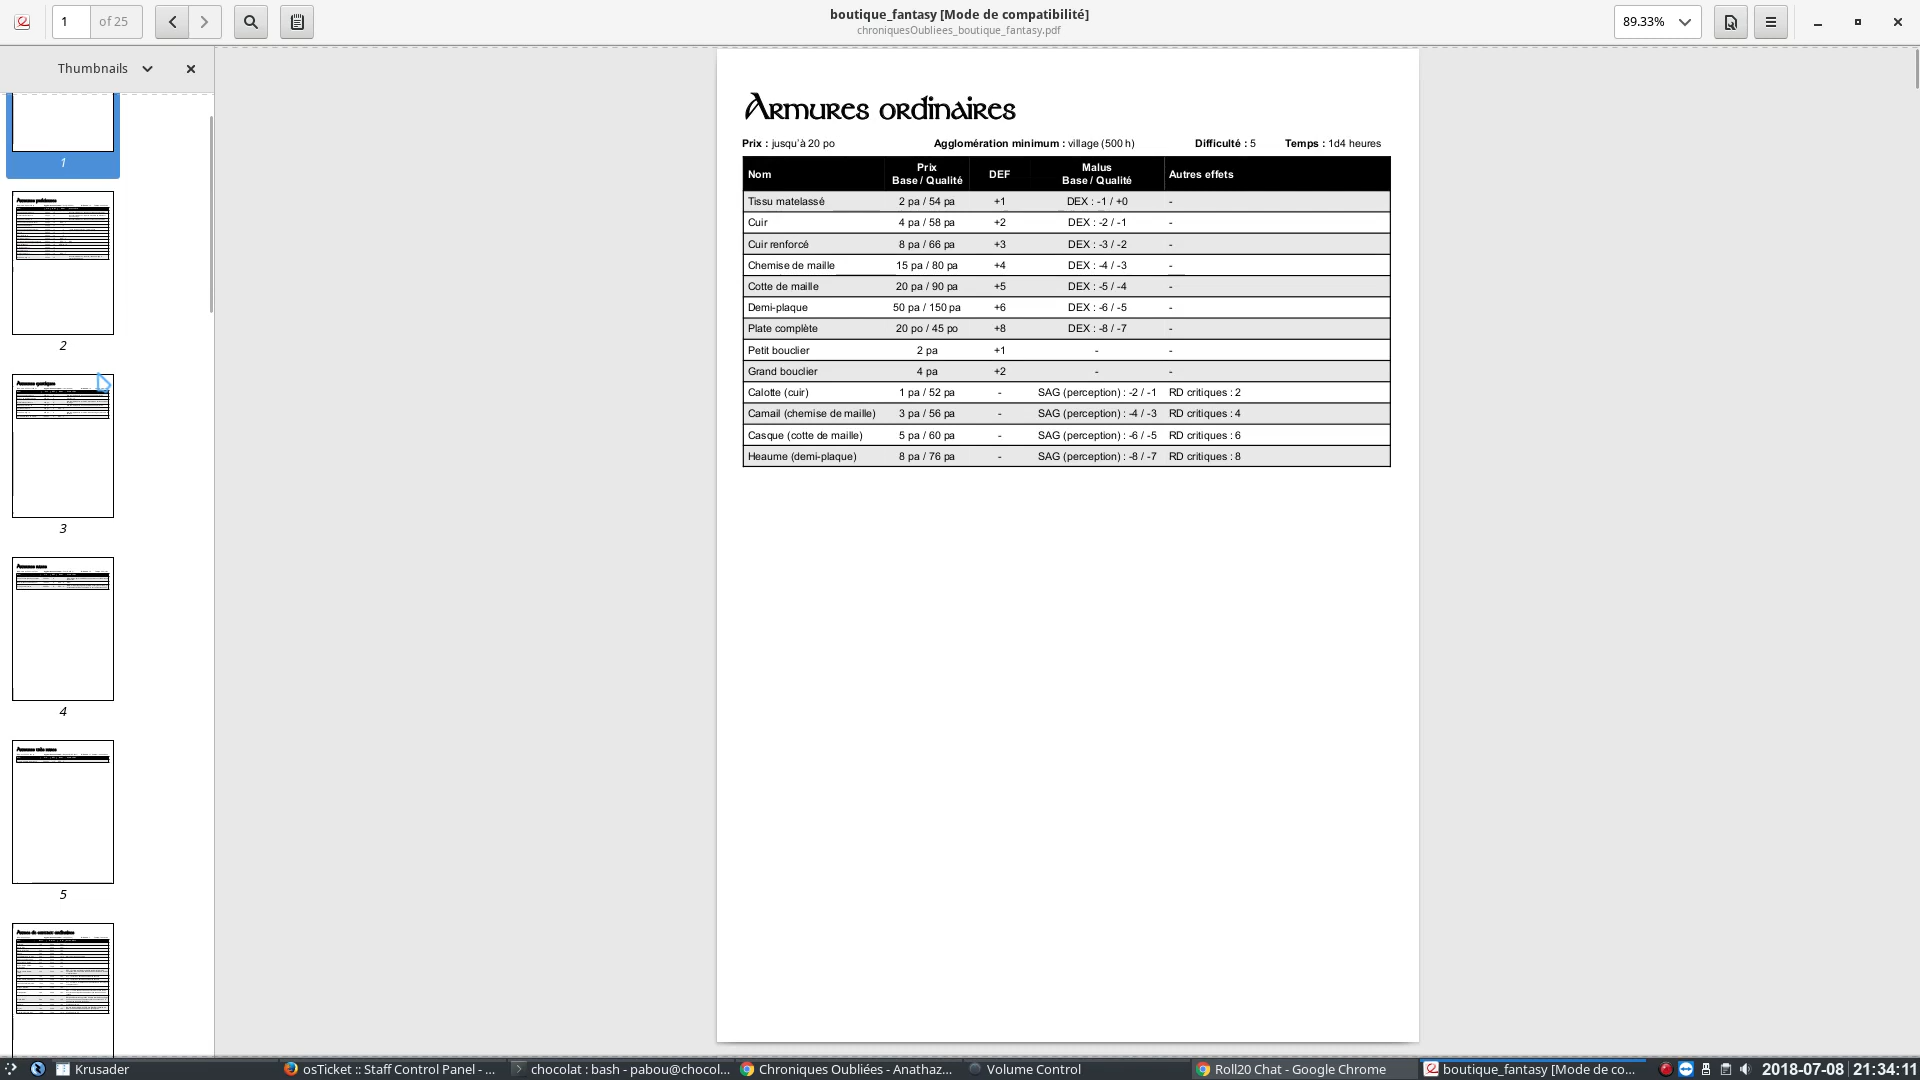 1 of 25
boutique_fantasy [Mode de compatibilité]
chroniquesOubliees_boutique_fantasy.pdf
89.33%
Thumbnails
1
2
3
4
5
Armures ordinaires
Prix : jusqu'à 20 po Agglomération minimum : village (500 h) Difficulté : 5 Temps : 1d4 heures
Nom Prix Base / Qualité DEF Malus Base / Qualité Autres effets
Tissu matelassé 2 pa / 54 pa +1 DEX : -1 / +0 -
Cuir 4 pa / 58 pa +2 DEX : -2 / -1 -
Cuir renforcé 8 pa / 66 pa +3 DEX : -3 / -2 -
Chemise de maille 15 pa / 80 pa +4 DEX : -4 / -3 -
Cotte de maille 20 pa / 90 pa +5 DEX : -5 / -4 -
Demi-plaque 50 pa / 150 pa +6 DEX : -6 / -5 -
Plate complète 20 po / 45 po +8 DEX : -8 / -7 -
Petit bouclier 2 pa +1 - -
Grand bouclier 4 pa +2 - -
Calotte (cuir) 1 pa / 52 pa - SAG (perception) : -2 / -1 RD critiques : 2
Camail (chemise de maille) 3 pa / 56 pa - SAG (perception) : -4 / -3 RD critiques : 4
Casque (cotte de maille) 5 pa / 60 pa - SAG (perception) : -6 / -5 RD critiques : 6
Heaume (demi-plaque) 8 pa / 76 pa - SAG (perception) : -8 / -7 RD critiques : 8
Krusader osTicket :: Staff Control Panel - ... chocolat : bash - pabou@chocol... Chroniques Oubliées - Anathaz... Volume Control Roll20 Chat - Google Chrome boutique_fantasy [Mode de co... 2018-07-08 21:34:11